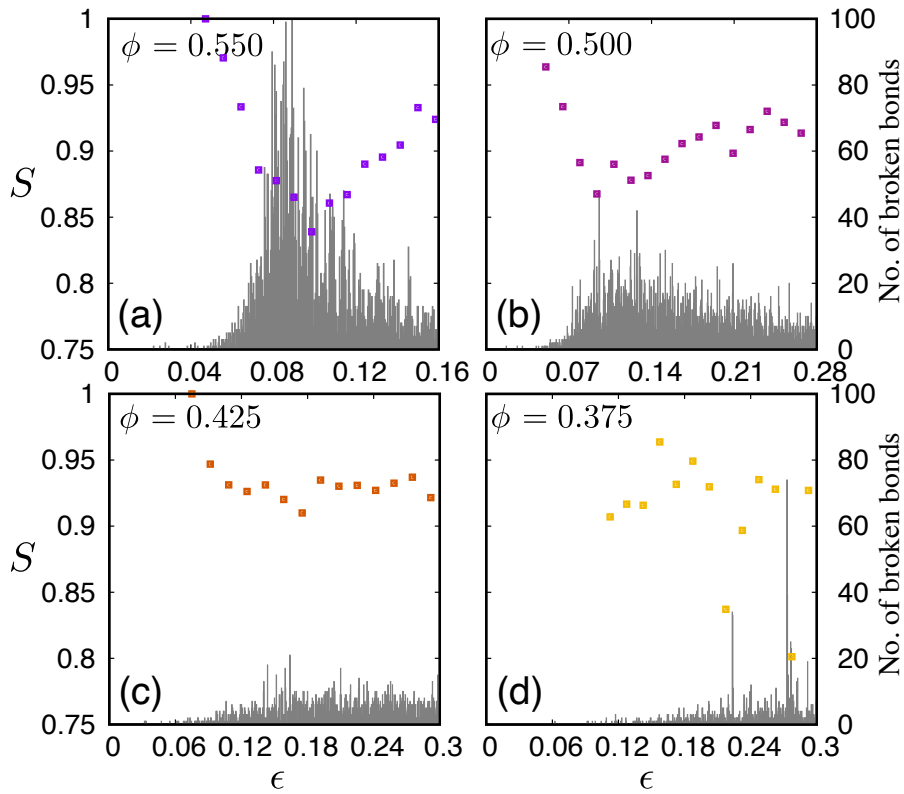 1
0.95
0.9
0.85
0.8
0.75
S
ϕ = 0.550
(a)
0 0.04 0.08 0.12 0.16
ϕ = 0.500
(b)
0 0.07 0.14 0.21 0.28
100
80
60
40
20
0
No. of broken bonds
1
0.95
0.9
0.85
0.8
0.75
S
ϕ = 0.425
(c)
0 0.06 0.12 0.18 0.24 0.3
ϵ
ϕ = 0.375
(d)
0 0.06 0.12 0.18 0.24 0.3
ϵ
100
80
60
40
20
0
No. of broken bonds